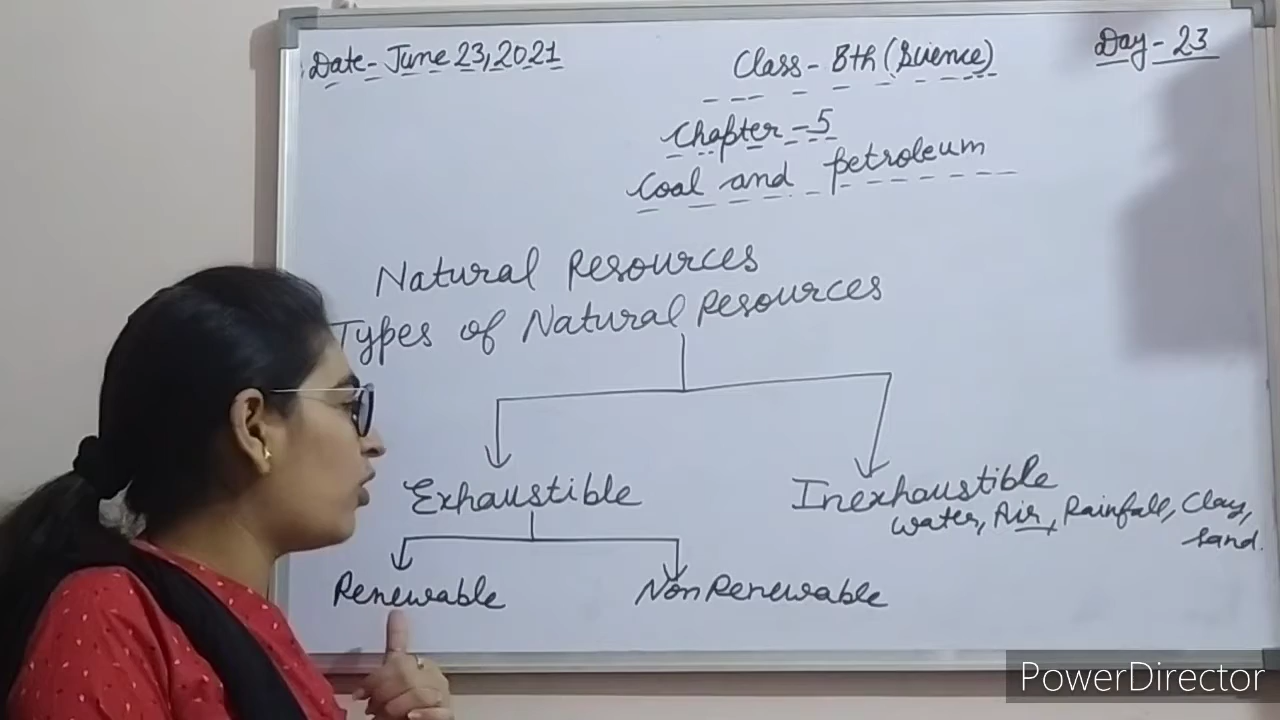 Date- June 23, 2021
Class- 8th (Science)
Day - 23
Chapter - 5
Coal and petroleum
Natural Resources
Types of Natural Resources
Exhaustible
Inexhaustible
water, Air, Rainfall, Clay,
sand.
Renewable
Non Renewable
PowerDirector